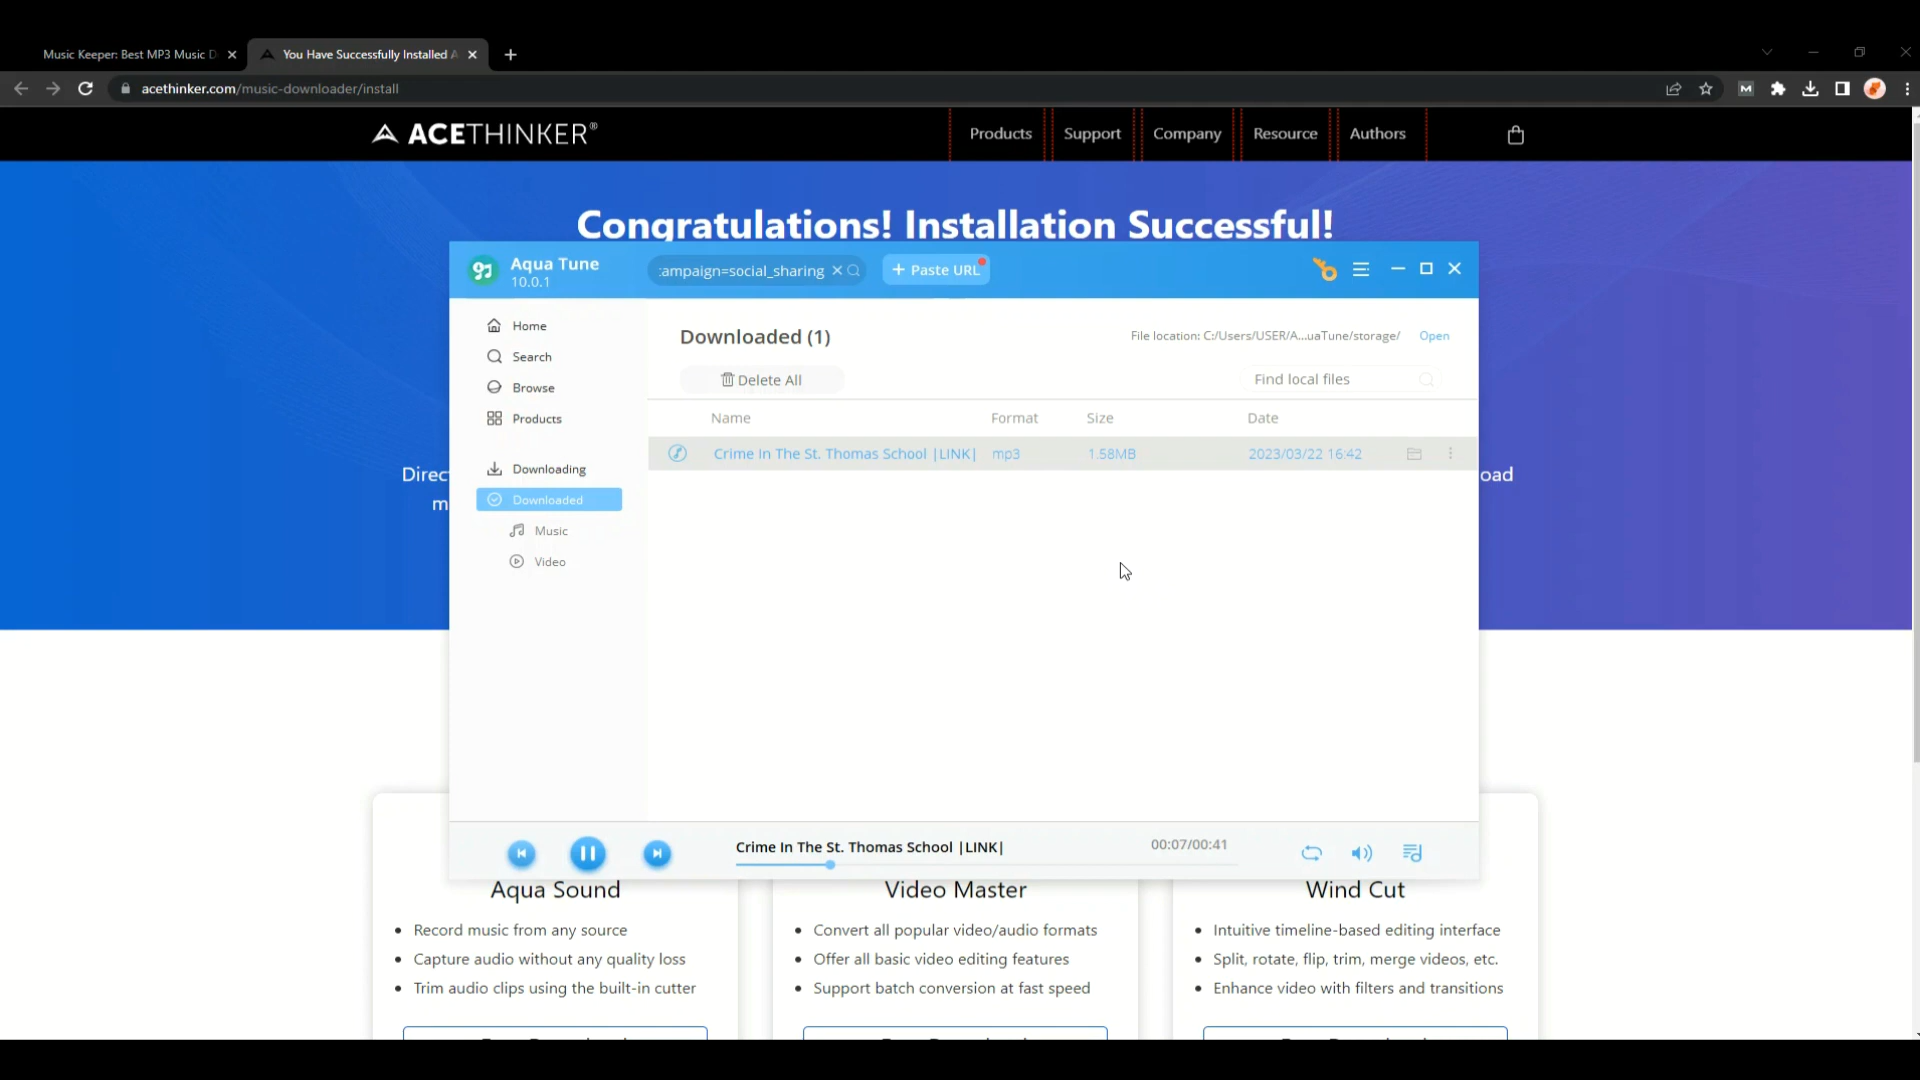 Music Keeper: Best MP3 Music D
You Have Successfully Installed A
acethinker.com/music-downloader/install
ACETHINKER®
Products
Support
Company
Resource
Authors
Congratulations! Installation Successful!
Aqua Tune
10.0.1
:ampaign=social_sharing
+ Paste URL
Home
Search
Browse
Products
Downloading
Downloaded
Music
Video
Downloaded (1)
File location: C:/Users/USER/A...uaTune/storage/
Open
Delete All
Find local files
Name Format Size Date
Crime In The St. Thomas School |LINK| mp3 1.58MB 2023/03/22 16:42
Direc
m
oad
Crime In The St. Thomas School |LINK|
00:07/00:41
Aqua Sound
• Record music from any source
• Capture audio without any quality loss
• Trim audio clips using the built-in cutter
Video Master
• Convert all popular video/audio formats
• Offer all basic video editing features
• Support batch conversion at fast speed
Wind Cut
• Intuitive timeline-based editing interface
• Split, rotate, flip, trim, merge videos, etc.
• Enhance video with filters and transitions